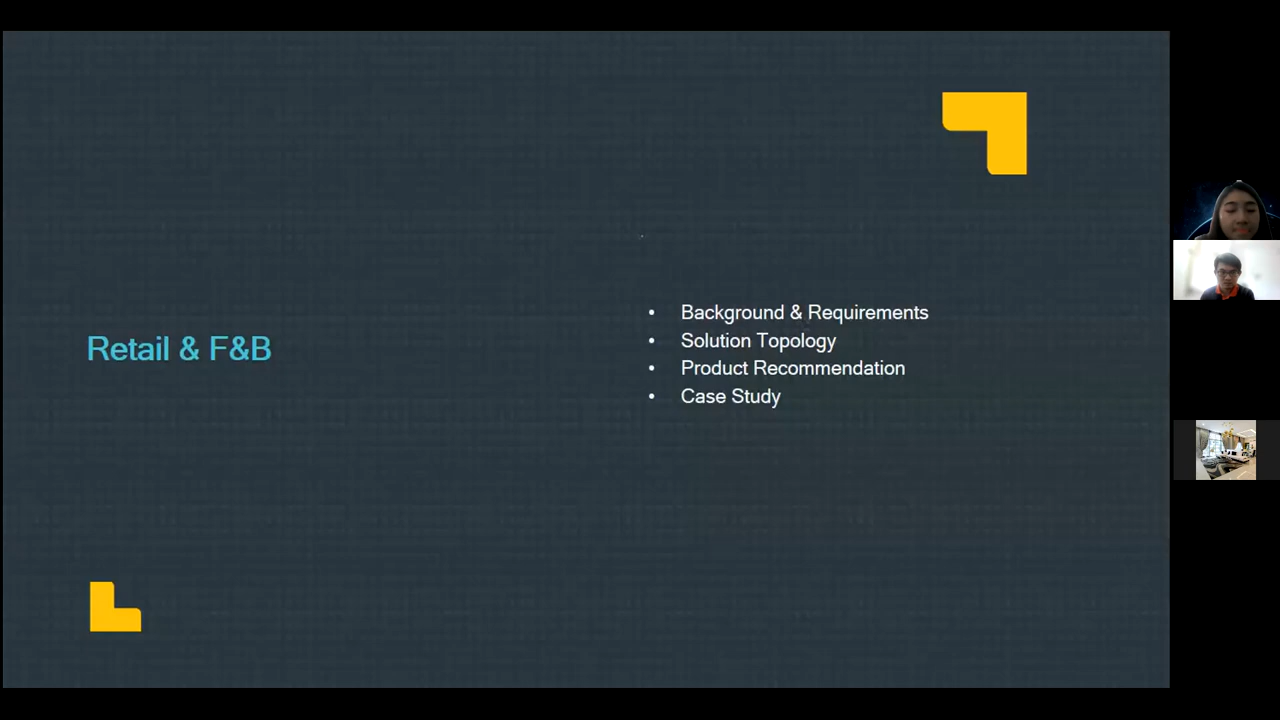 Retail & F&B
• Background & Requirements
• Solution Topology
• Product Recommendation
• Case Study